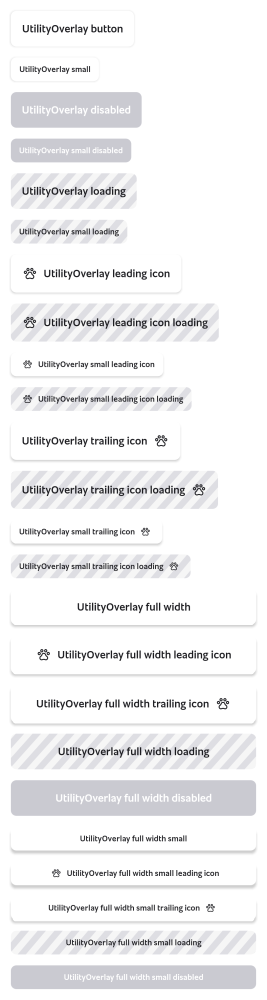 UtilityOverlay button
UtilityOverlay small
UtilityOverlay disabled
UtilityOverlay small disabled
UtilityOverlay loading
UtilityOverlay small loading
UtilityOverlay leading icon
UtilityOverlay leading icon loading
UtilityOverlay small leading icon
UtilityOverlay small leading icon loading
UtilityOverlay trailing icon
UtilityOverlay trailing icon loading
UtilityOverlay small trailing icon
UtilityOverlay small trailing icon loading
UtilityOverlay full width
UtilityOverlay full width leading icon
UtilityOverlay full width trailing icon
UtilityOverlay full width loading
UtilityOverlay full width disabled
UtilityOverlay full width small
UtilityOverlay full width small leading icon
UtilityOverlay full width small trailing icon
UtilityOverlay full width small loading
UtilityOverlay full width small disabled